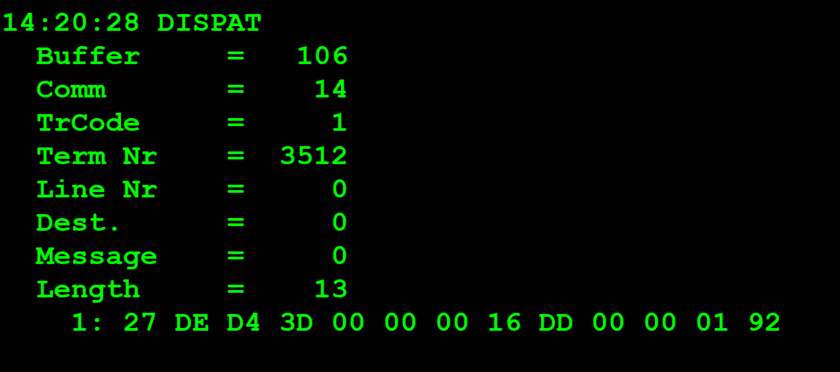 14:20:28 DISPAT
Buffer = 106
Comm = 14
TrCode = 1
Term Nr = 3512
Line Nr = 0
Dest. = 0
Message = 0
Length = 13
1: 27 DE D4 3D 00 00 00 16 DD 00 00 01 92